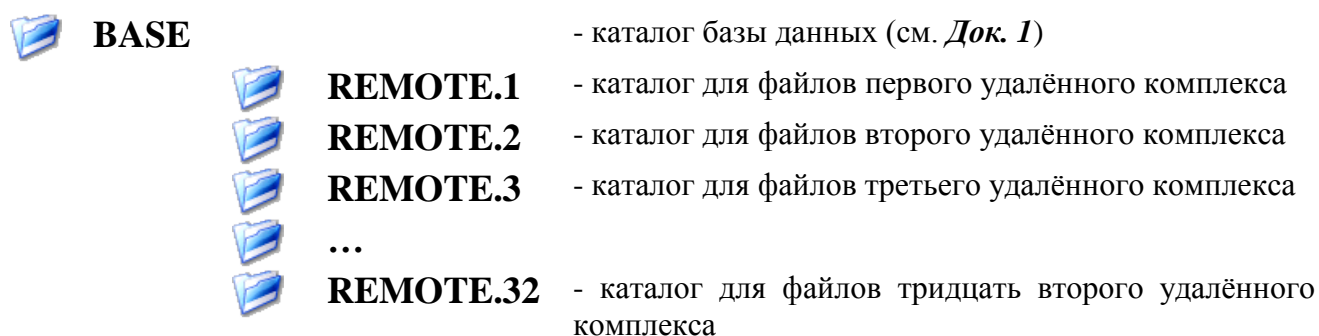 BASE - каталог базы данных (см. Док. 1)
REMOTE.1 - каталог для файлов первого удалённого комплекса
REMOTE.2 - каталог для файлов второго удалённого комплекса
REMOTE.3 - каталог для файлов третьего удалённого комплекса
...
REMOTE.32 - каталог для файлов тридцать второго удалённого
комплекса